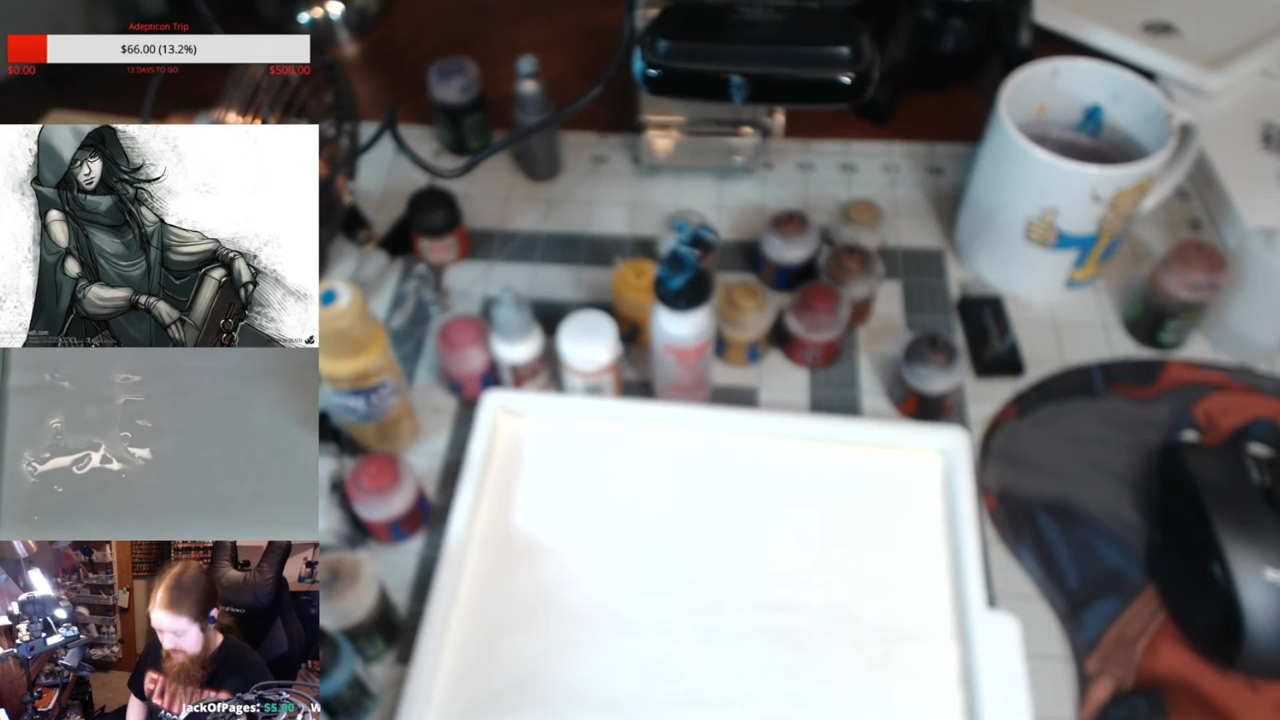 Adepticon Trip
$66.00 (13.2%)
$0.00 13 DAYS TO GO $500.00
JackOfPages: $5.00 W